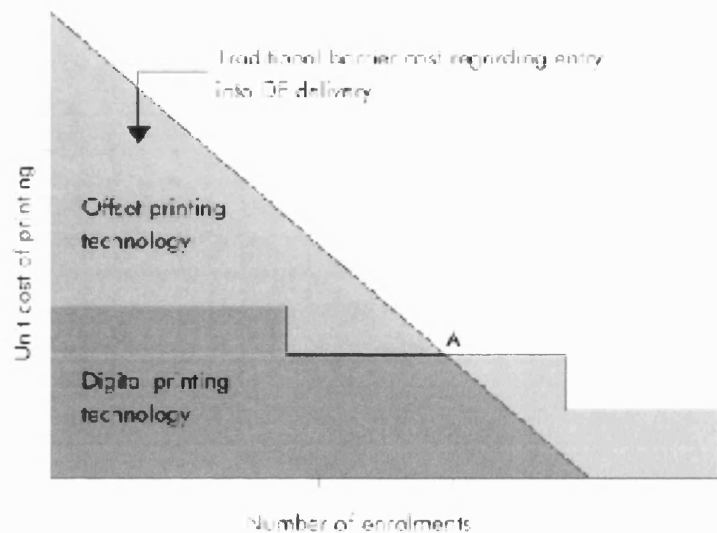 Traditional barrier cost regarding entry
into DE delivery
Unit cost of printing
Offset printing
technology
A
Digital printing
technology
Number of enrolments